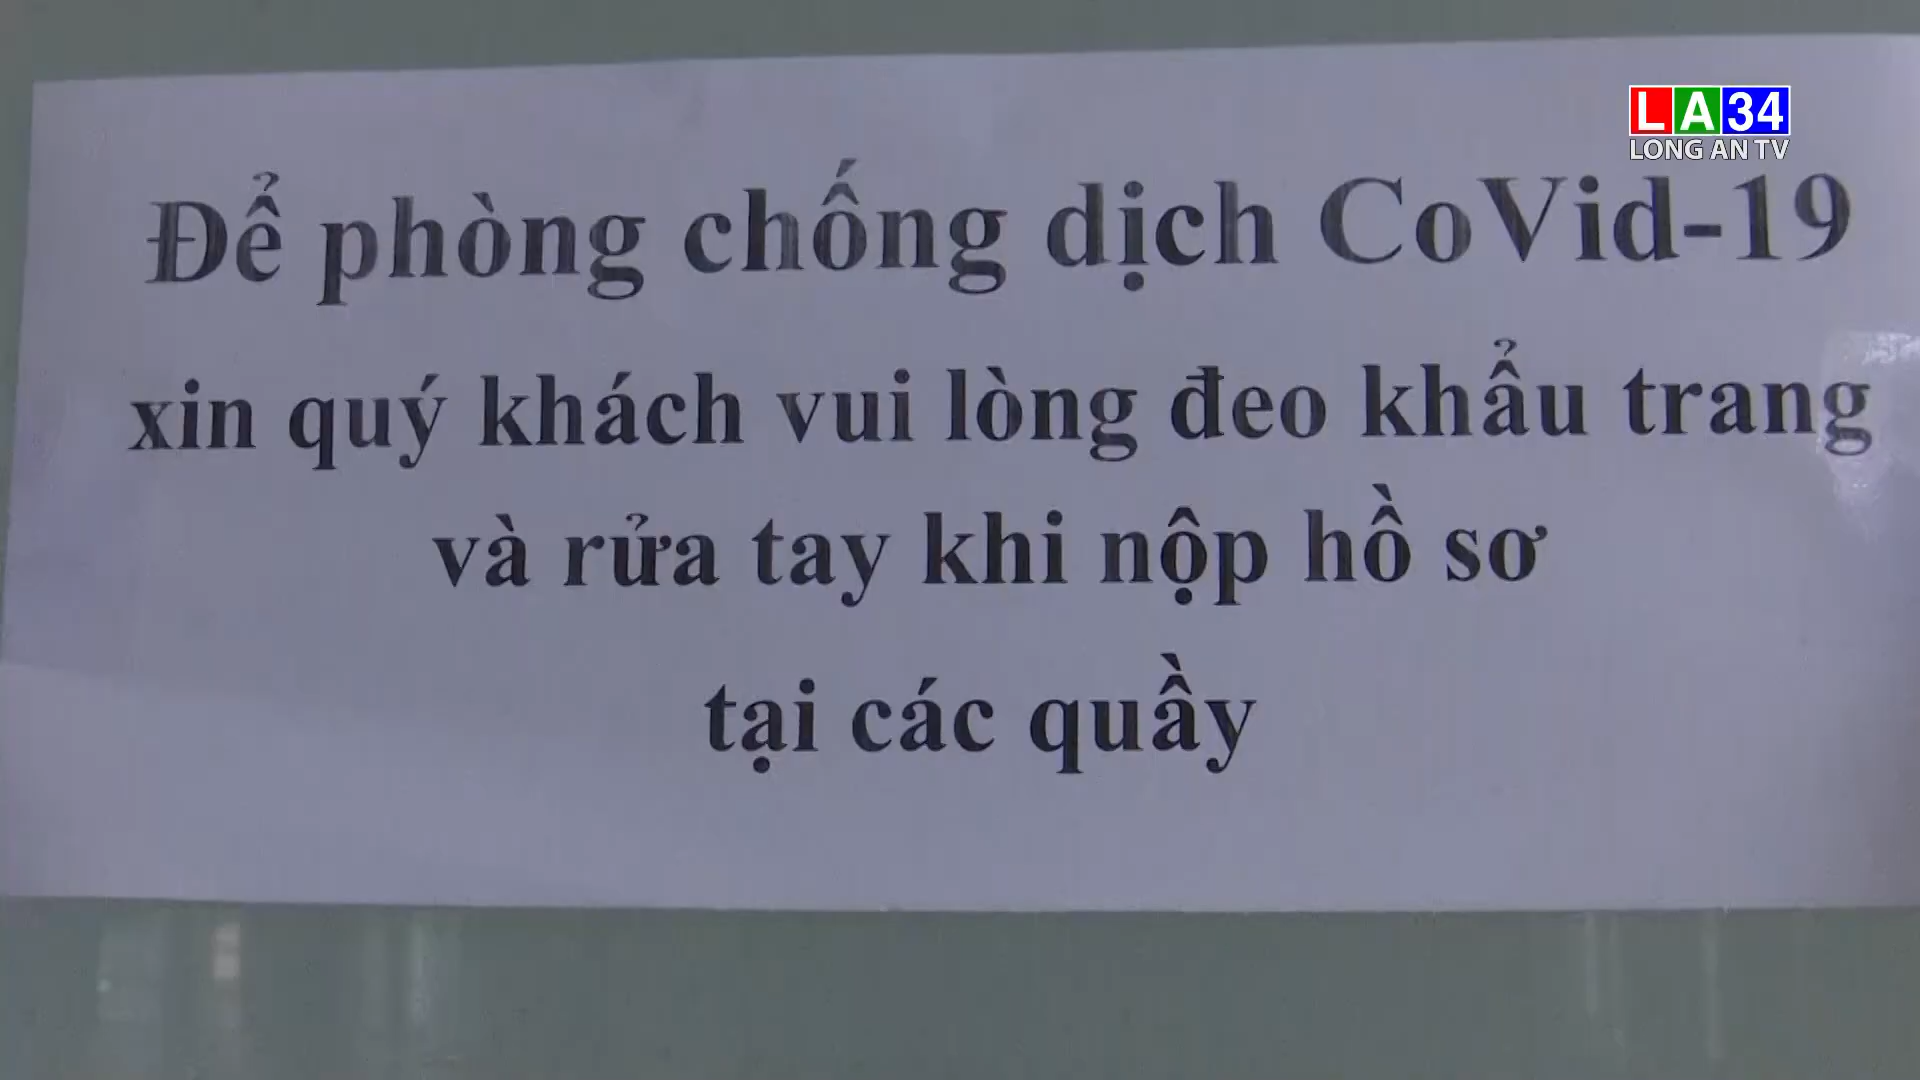 LA34
LONG AN TV
Để phòng chống dịch CoVid-19
xin quý khách vui lòng đeo khẩu trang
và rửa tay khi nộp hồ sơ
tại các quầy